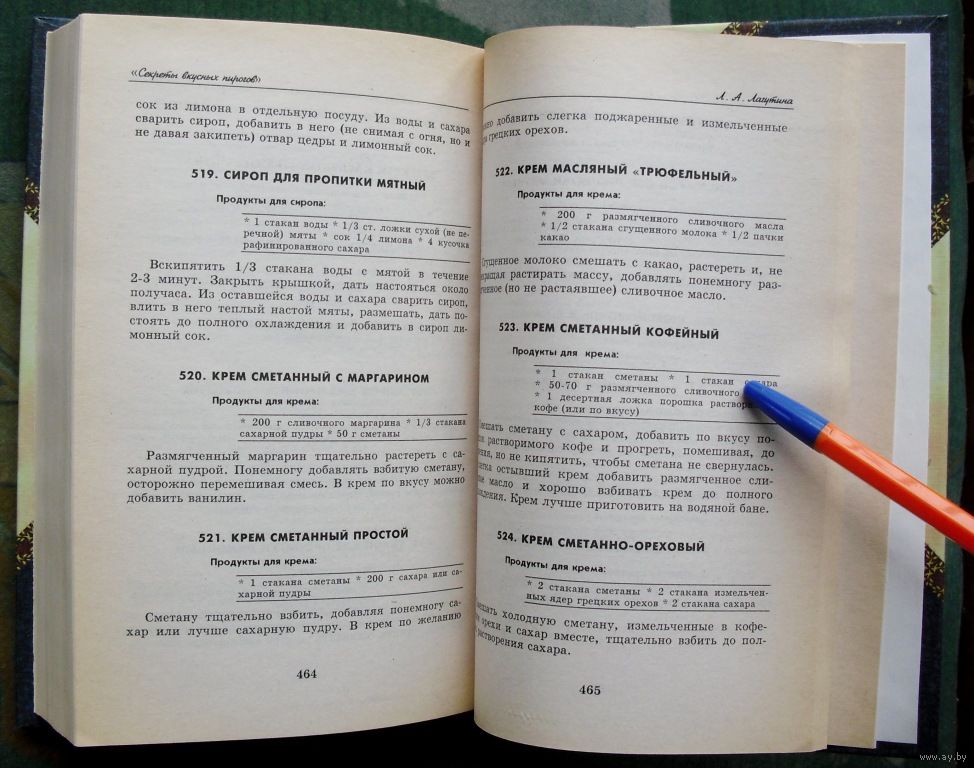 «Секреты вкусных пирогов»
сок из лимона в отдельную посуду. Из воды и сахара
сварить сироп, добавить в него (не снимая с огня, но и
не давая закипеть) отвар цедры и лимонный сок.
519. СИРОП ДЛЯ ПРОПИТКИ МЯТНЫЙ
Продукты для сиропа:
* 1 стакан воды * 1/3 ст. ложки сухой (не пе-
речной) мяты * сок 1/4 лимона * 4 кусочка
рафинированного сахара
Вскипятить 1/3 стакана воды с мятой в течение
2-3 минут. Закрыть крышкой, дать настояться около
получаса. Из оставшейся воды и сахара сварить сироп,
влить в него теплый настой мяты, размешать, дать по-
стоять до полного охлаждения и добавить в сироп ли-
монный сок.
520. КРЕМ СМЕТАННЫЙ С МАРГАРИНОМ
Продукты для крема:
* 200 г сливочного маргарина * 1/3 стакана
сахарной пудры * 50 г сметаны
Размягченный маргарин тщательно растереть с са-
харной пудрой. Понемногу добавлять взбитую сметану,
осторожно перемешивая смесь. В крем по вкусу можно
добавить ванилин.
521. КРЕМ СМЕТАННЫЙ ПРОСТОЙ
Продукты для крема:
* 1 стакана сметаны * 200 г сахара или са-
харной пудры
Сметану тщательно взбить, добавляя понемногу са-
хар или лучше сахарную пудру. В крем по желанию
464
Л. А. Лагутина
добавить слегка поджаренные и измельченные
грецких орехов.
522. КРЕМ МАСЛЯНЫЙ «ТРЮФЕЛЬНЫЙ»
Продукты для крема:
* 200 г размягченного сливочного масла
* 1/2 стакана сгущенного молока * 1/2 пачки
какао
Сгущенное молоко смешать с какао, растереть и, не
кращая растирать массу, добавлять понемногу раз-
ченное (но не растаявшее) сливочное масло.
523. КРЕМ СМЕТАННЫЙ КОФЕЙНЫЙ
Продукты для крема:
* 1 стакан сметаны * 1 стакан сахара
* 50-70 г размягченного сливочного
* 1 десертная ложка порошка раствори
кофе (или по вкусу)
мешать сметану с сахаром, добавить по вкусу по-
растворимого кофе и прогреть, помешивая, до
ния, но не кипятить, чтобы сметана не свернулась.
остывший крем добавить размягченное сли-
масло и хорошо взбивать крем до полного
ждения. Крем лучше приготовить на водяной бане.
524. КРЕМ СМЕТАННО-ОРЕХОВЫЙ
Продукты для крема:
* 2 стакана сметаны * 2 стакана измельчен-
ных ядер грецких орехов * 2 стакана сахара
мешать холодную сметану, измельченные в кофе-
орехи и сахар вместе, тщательно взбить до пол-
растворения сахара.
465
www.ay.by